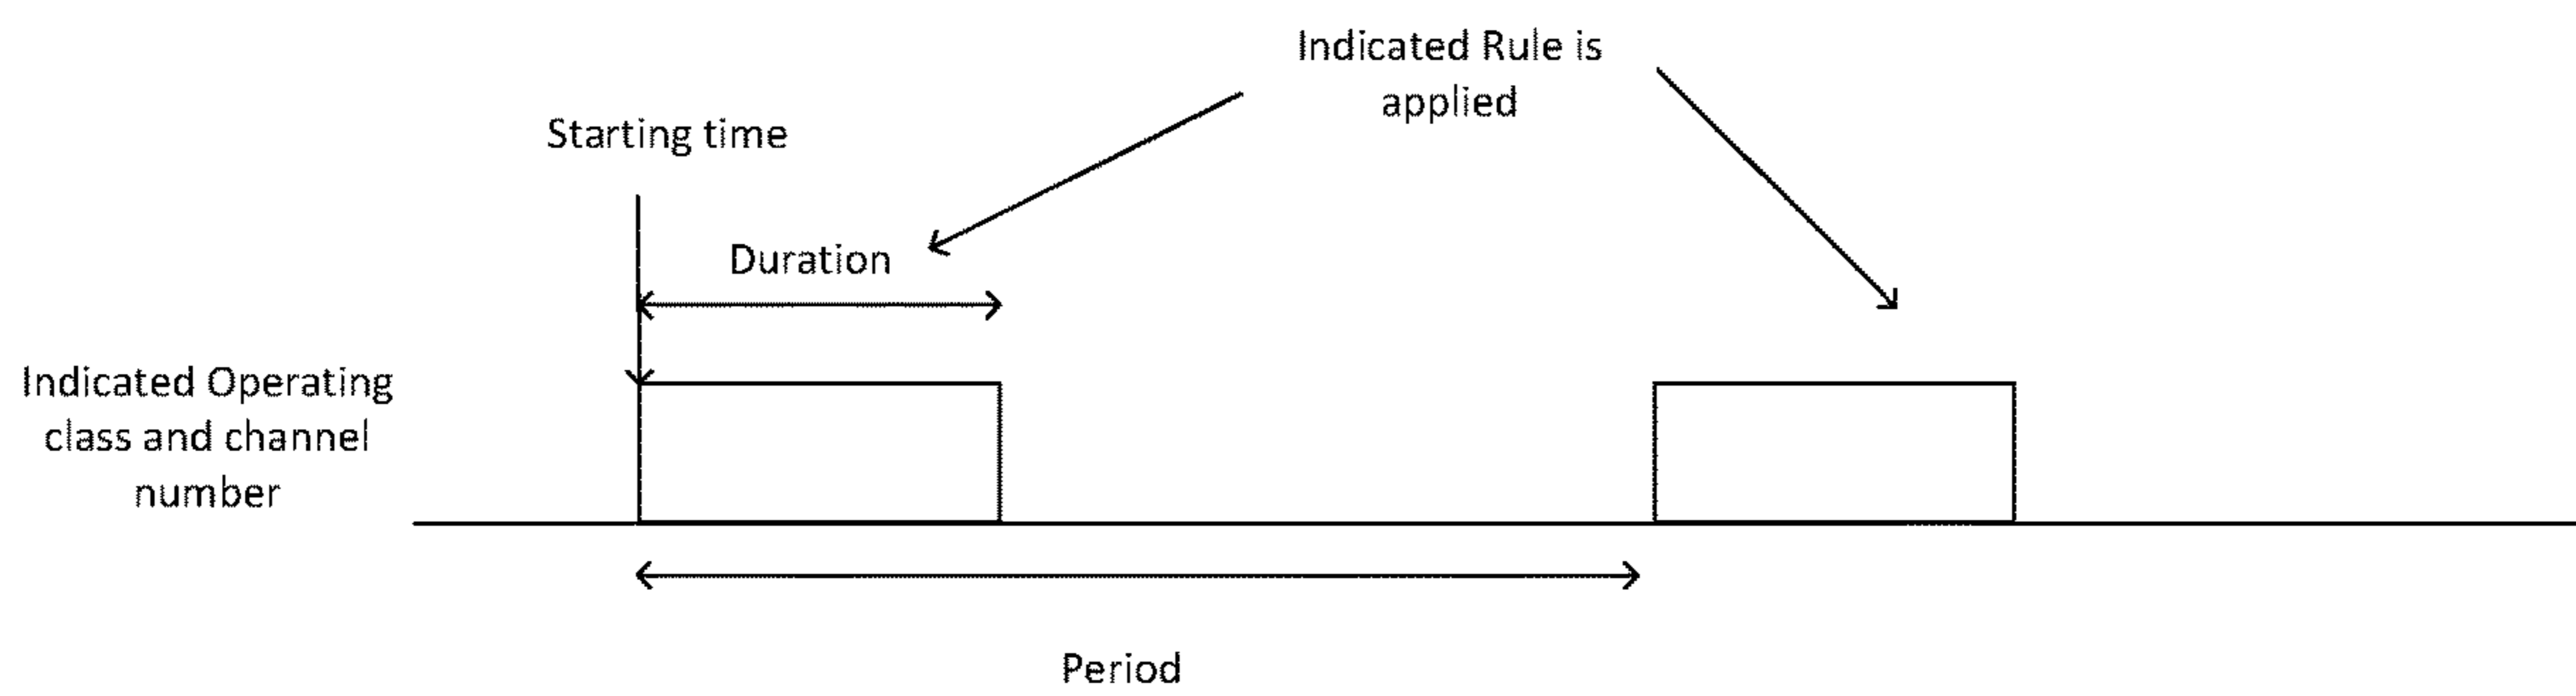 Indicated Rule is
applied
Starting time
Duration
Indicated Operating
class and channel
number
Period